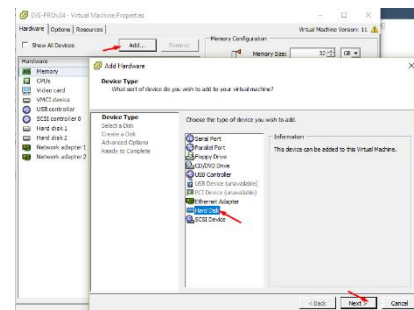 EVE-PROv24 - Virtual Machine Properties
Hardware Options Resources
Virtual Machine Version: 11
Show All Devices
Add...
Remove
Memory Configuration
Memory Size: 32 GB
Hardware
Memory
CPUs
Video card
VMCI device
USB controller
SCSI controller 0
Hard disk 1
Hard disk 2
Network adapter 1
Network adapter 2
Add Hardware
Device Type
What sort of device do you wish to add to your virtual machine?
Device Type
Select a Disk
Create a Disk
Advanced Options
Ready to Complete
Choose the type of device you wish to add.
Serial Port
Parallel Port
Floppy Drive
CD/DVD Drive
USB Controller
USB Device (unavailable)
PCI Device (unavailable)
Ethernet Adapter
Hard Disk
SCSI Device
Information
This device can be added to this Virtual Machine.
< Back
Next >
Cancel